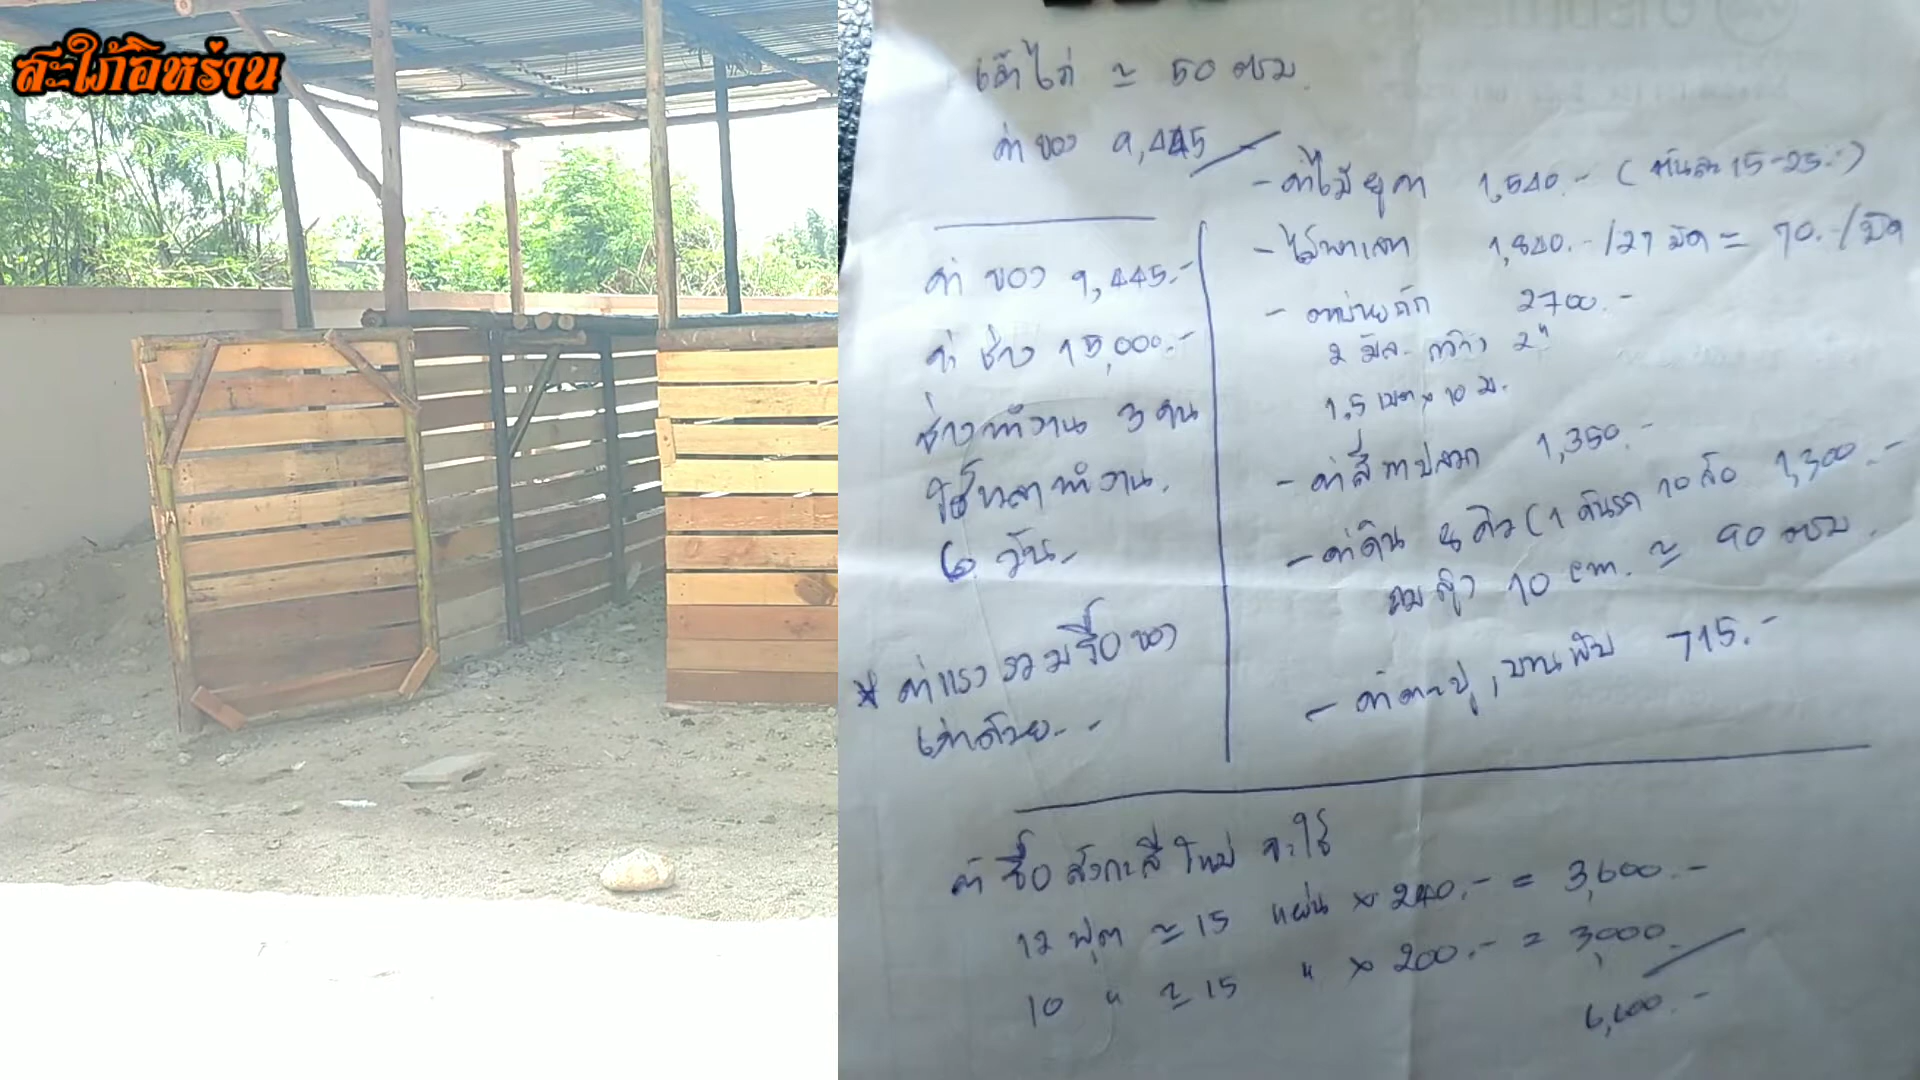 สะใภ้อิหร่าน
เล้าไก่ ≈ 50 ตรม.
ค่าของ 9,445
ค่าของ 9,445.-
ค่าช่าง 15,000.-
ช่างทำงาน 3 คน
ใช้เวลาทำงาน
6 วัน.
* ค่าแรงรวมรื้อของ
เก่าด้วย..
- ค่าไม้ยูคา 1,540.- (ต้นละ 15-25.-)
- ไม้พาเลท 1,840.-/27 มัด = 70.-/มัด
- ตาข่ายถัก 2700.-
2 มิล. กว้าง 2"
1.5 เมตร x 10 ม.
- ค่าสีทาปลวก 1,350.-
- ค่าดิน 8 คิว (1 คันรถ 10 ล้อ 1,300.-
ถมสูง 10 cm. ≈ 90 ตรม.
- ค่าตะปู, บานพับ 715.-
ค่าซื้อสังกะสีใหม่ จะใช้
12 ฟุต ≈ 15 แผ่น x 240.- = 3,600.-
10 " ≈ 15 " x 200.- = 3,000.
6,600.-